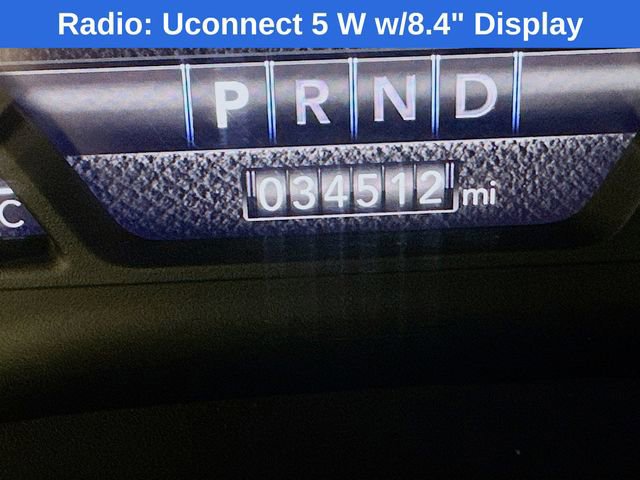 Radio: Uconnect 5 W w/8.4" Display
P R N D
034512 mi
C